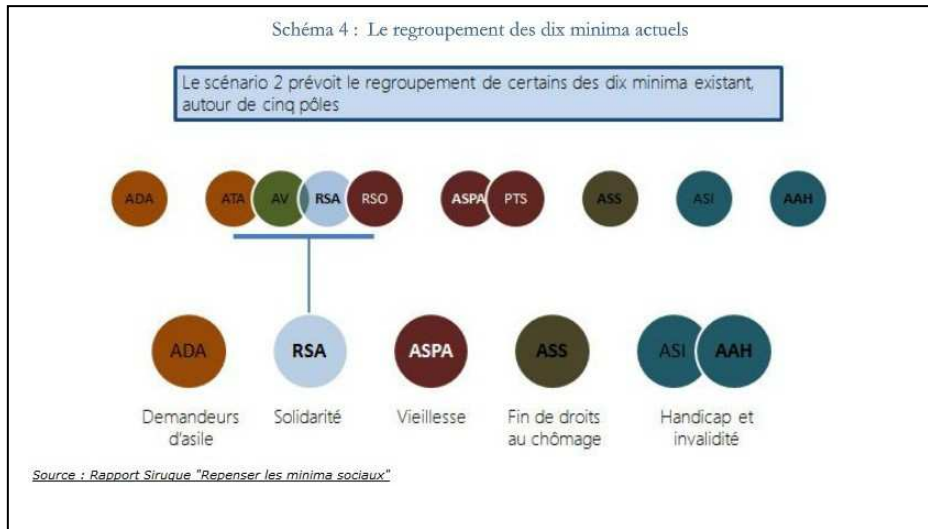 Schéma 4 : Le regroupement des dix minima actuels
Le scénario 2 prévoit le regroupement de certains des dix minima existant,
autour de cinq pôles
ADA ATA AV RSA RSO ASPA PTS ASS ASI AAH
ADA RSA ASPA ASS ASI AAH
Demandeurs Solidarité Vieillesse Fin de droits Handicap et
d'asile au chômage invalidité
Source : Rapport Sirugue "Repenser les minima sociaux"